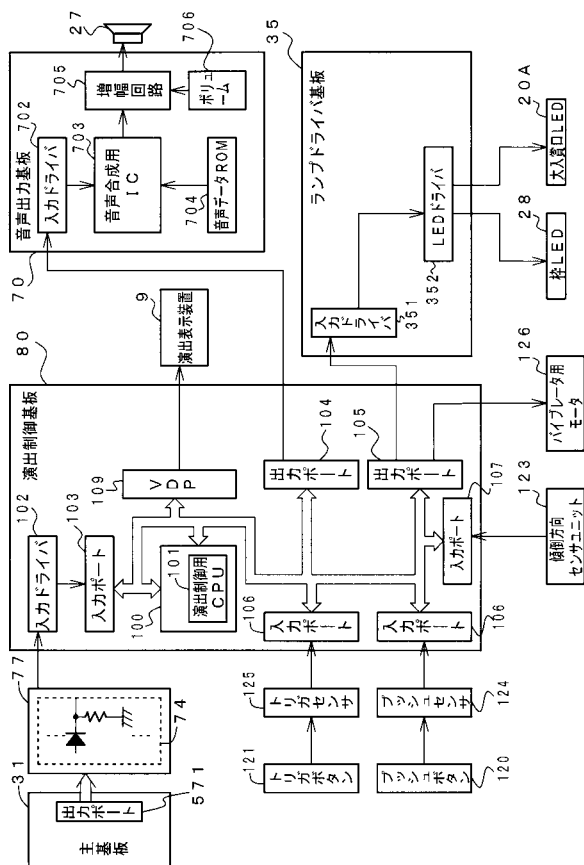 31
主基板
出力ポート
571
77
74
80
演出制御基板
102
入力ドライバ
103
入力ポート
100
101
演出制御用
CPU
109
VDP
9
演出表示装置
104
出力ポート
105
出力ポート
106
入力ポート
106
入力ポート
107
入力ポート
121
トリガボタン
125
トリガセンサ
120
プッシュボタン
124
プッシュセンサ
123
傾倒方向
センサユニット
126
バイブレータ用
モータ
70
音声出力基板
702
入力ドライバ
703
音声合成用
IC
704
音声データROM
705
増幅
回路
706
ボリューム
27
35
ランプドライバ基板
351
入力ドライバ
352
LEDドライバ
28
枠LED
20A
大入賞口LED